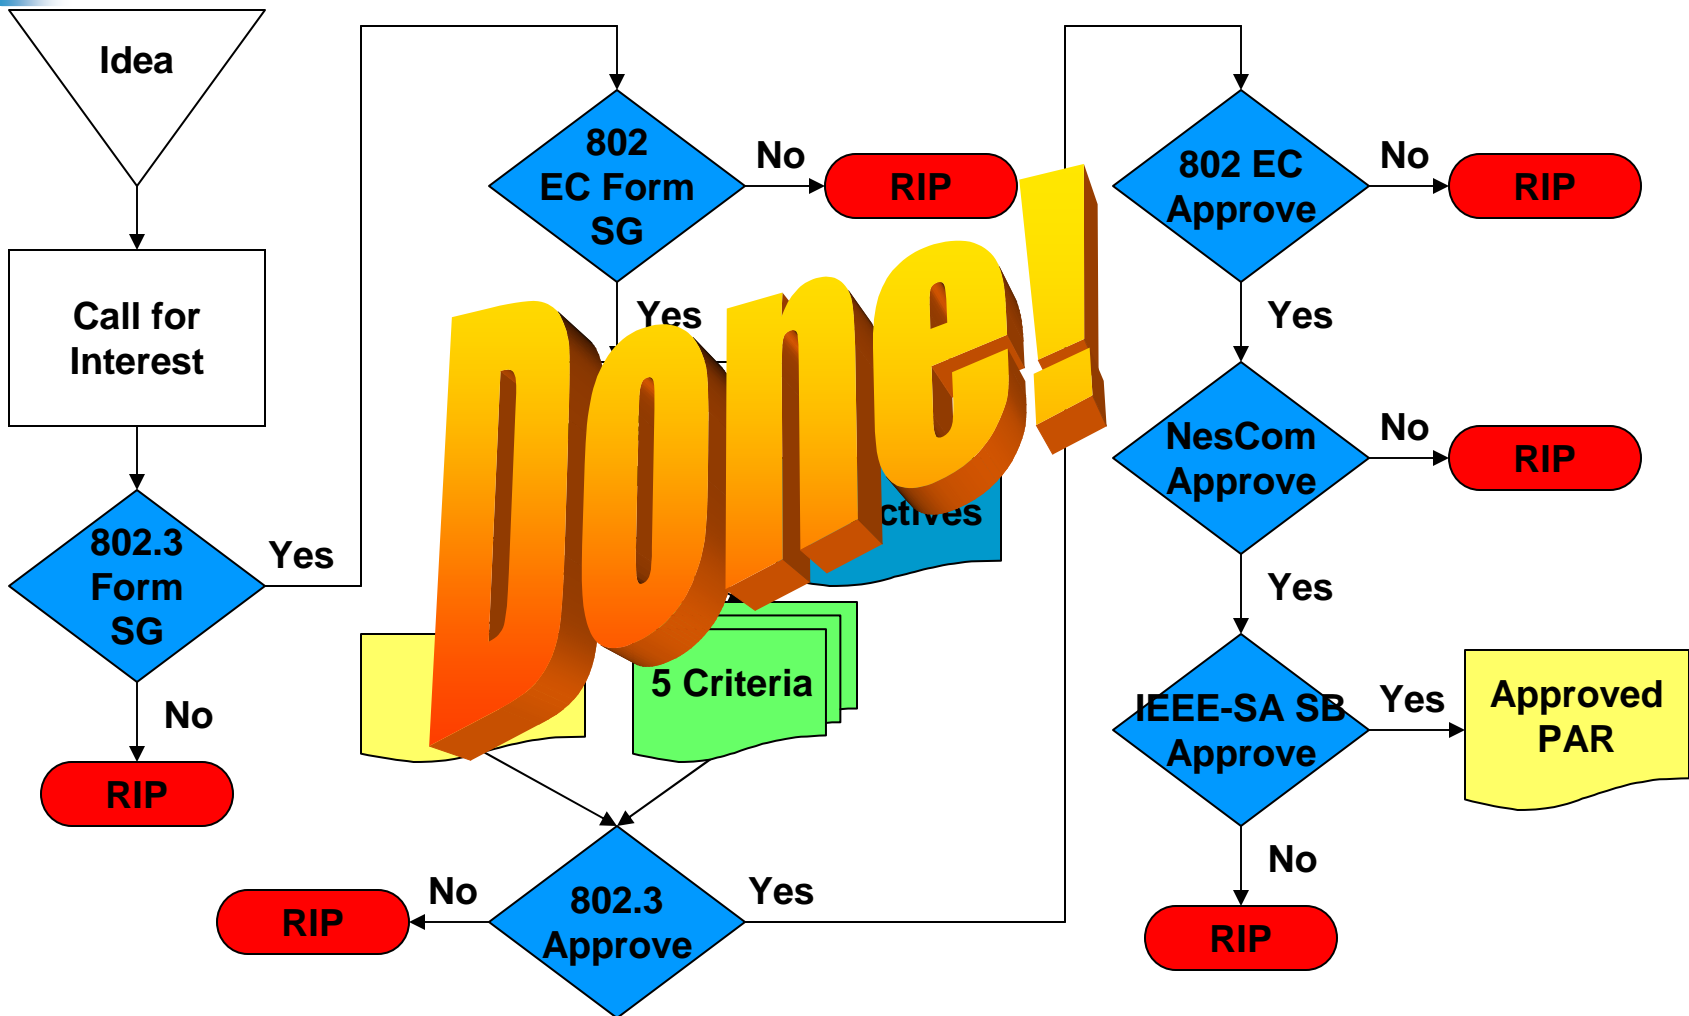 Idea
Call for
Interest
802.3
Form
SG
Yes
No
RIP
802
EC Form
SG
No
RIP
Yes
Done!
ctives
5 Criteria
802.3
Approve
No
RIP
Yes
802 EC
Approve
No
RIP
Yes
NesCom
Approve
No
RIP
Yes
IEEE-SA SB
Approve
Yes
Approved
PAR
No
RIP